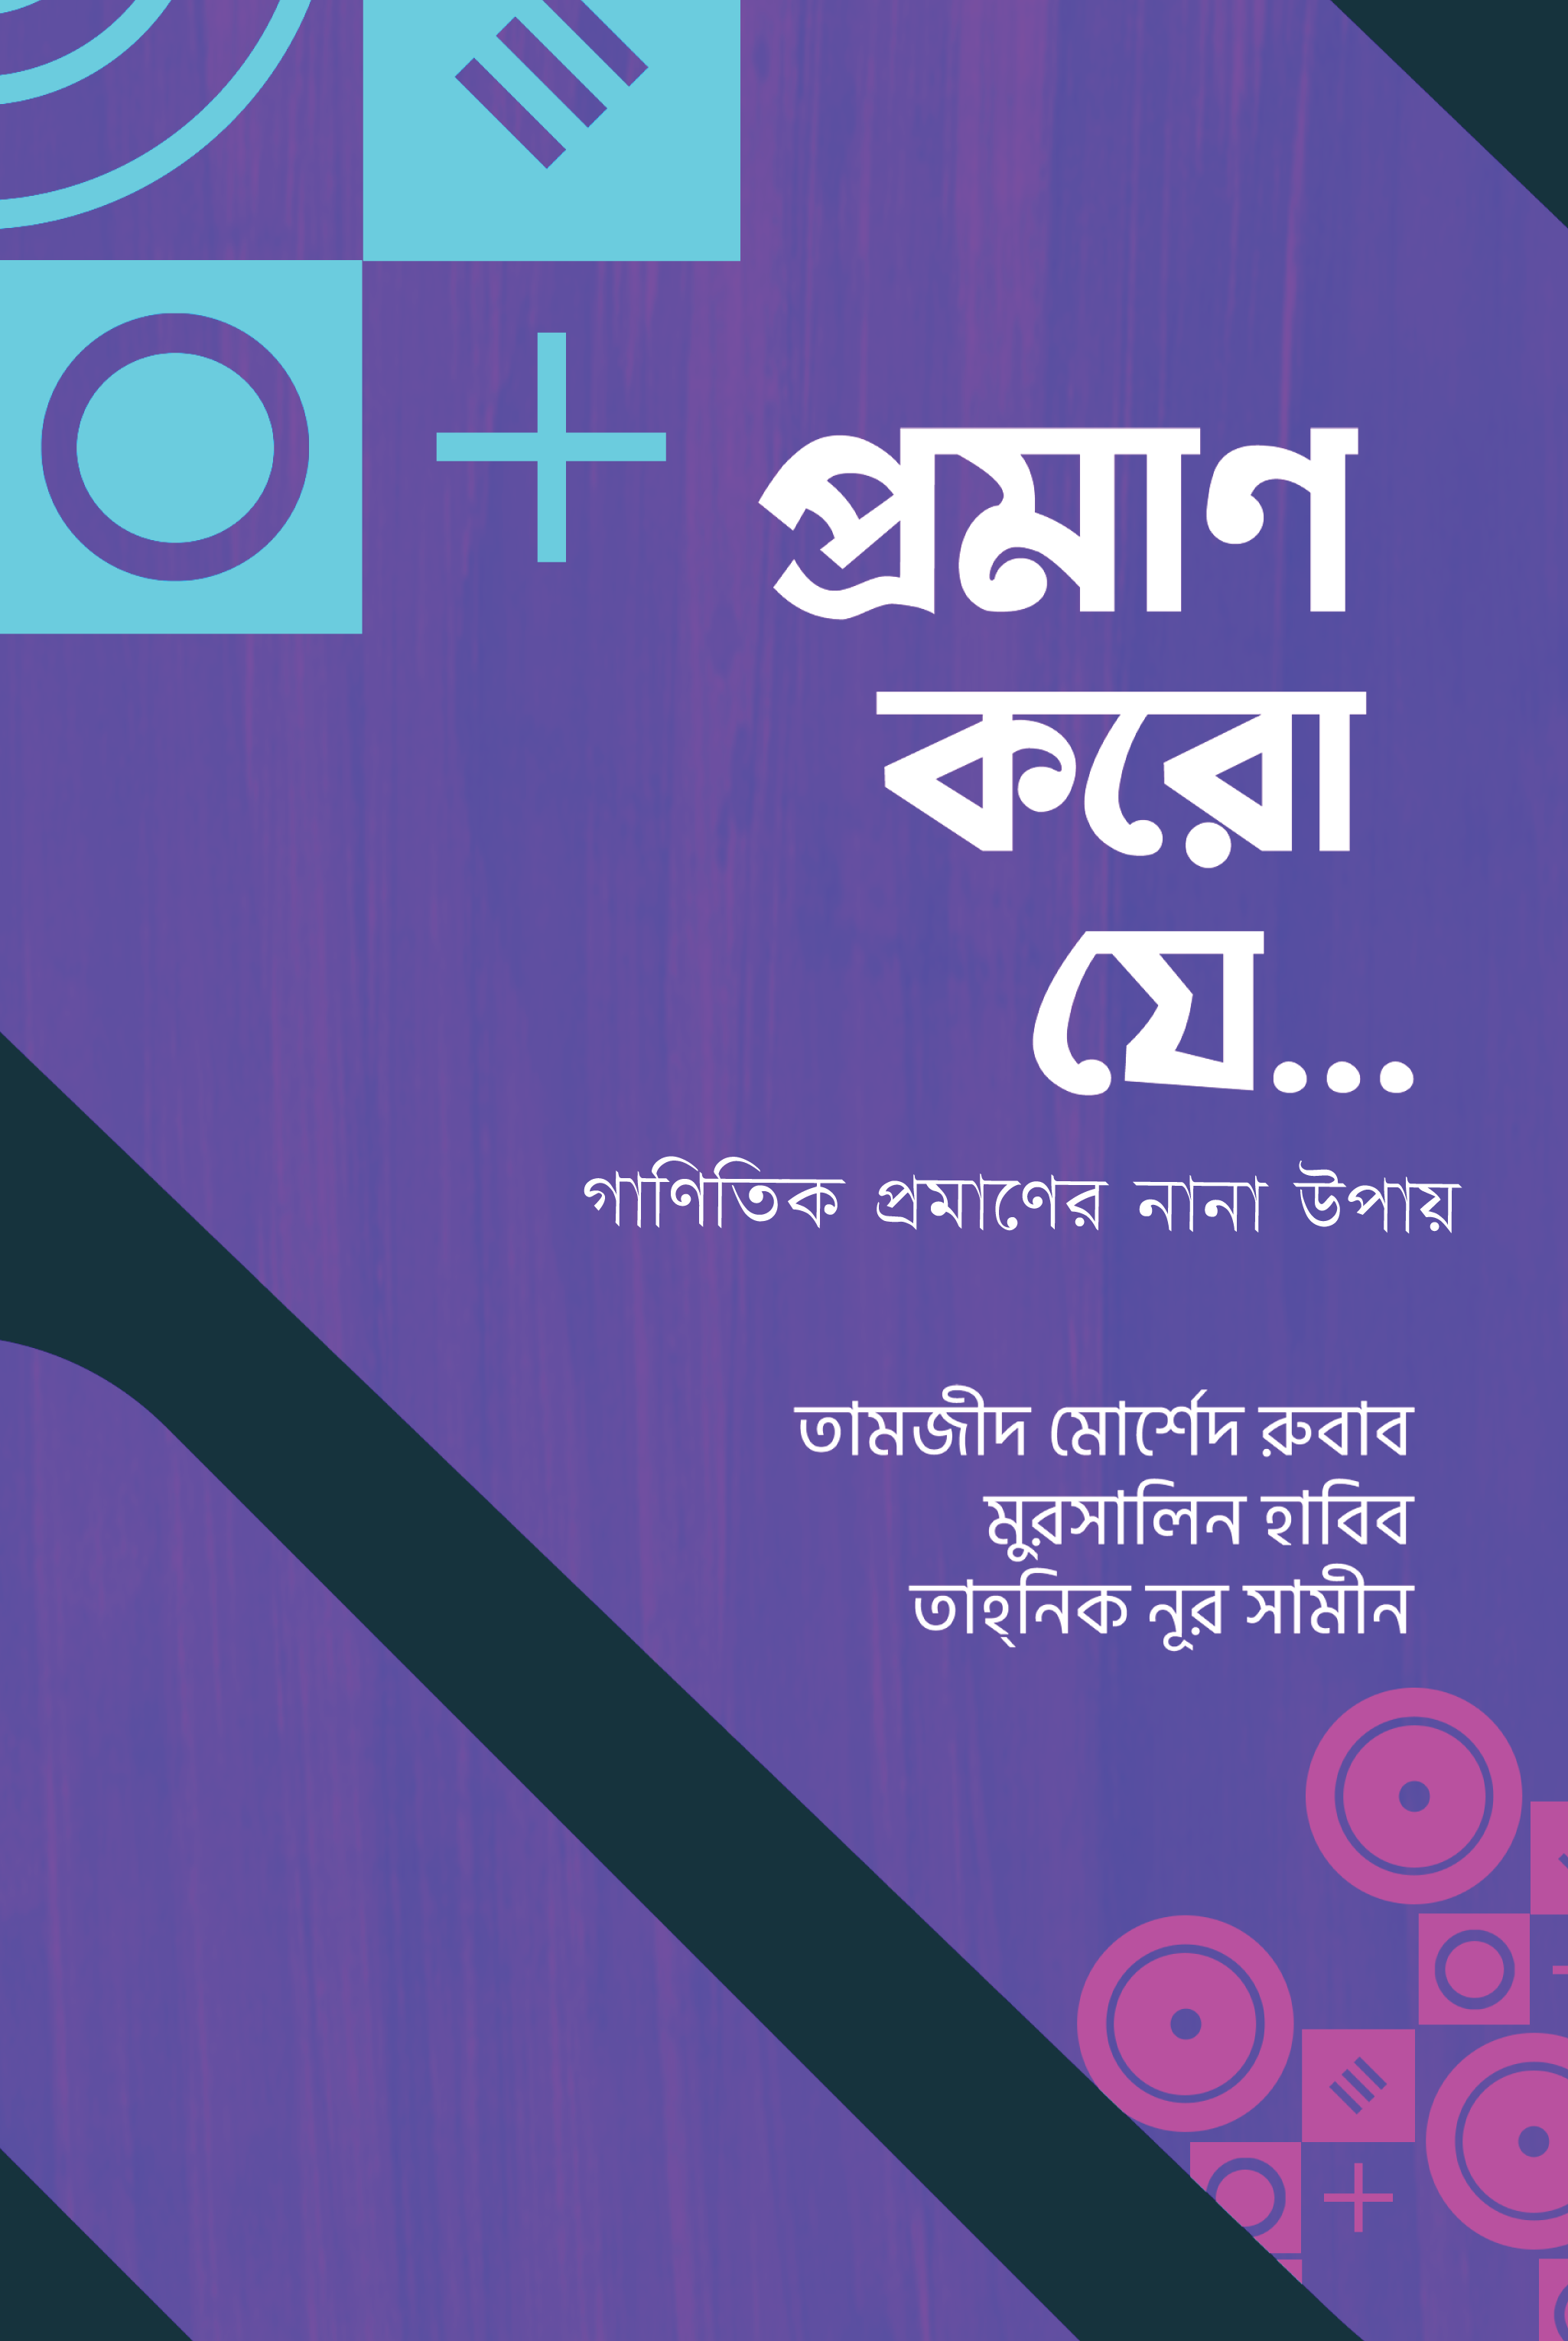 প্রমাণ
করো
যে...
গাণিতিক প্রমাণের নানা উপায়
তামজীদ মোর্শেদ রুবাব
মুরসালিন হাবিব
তাহ্‌নিক নূর সামীন